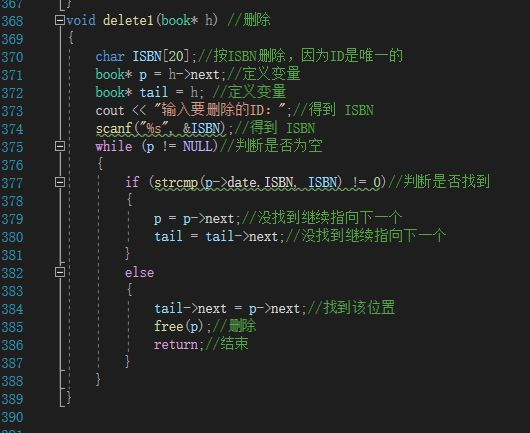 367 }
368 void delete1(book* h) //删除
369 {
370 char ISBN[20];//按ISBN删除，因为ID是唯一的
371 book* p = h->next;//定义变量
372 book* tail = h; //定义变量
373 cout << "输入要删除的ID：";//得到 ISBN
374 scanf("%s", &ISBN);//得到 ISBN
375 while (p != NULL)//判断是否为空
376 {
377 if (strcmp(p->date.ISBN, ISBN) != 0)//判断是否找到
378 {
379 p = p->next;//没找到继续指向下一个
380 tail = tail->next;//没找到继续指向下一个
381 }
382 else
383 {
384 tail->next = p->next;//找到该位置
385 free(p);//删除
386 return;//结束
387 }
388 }
389 }
390